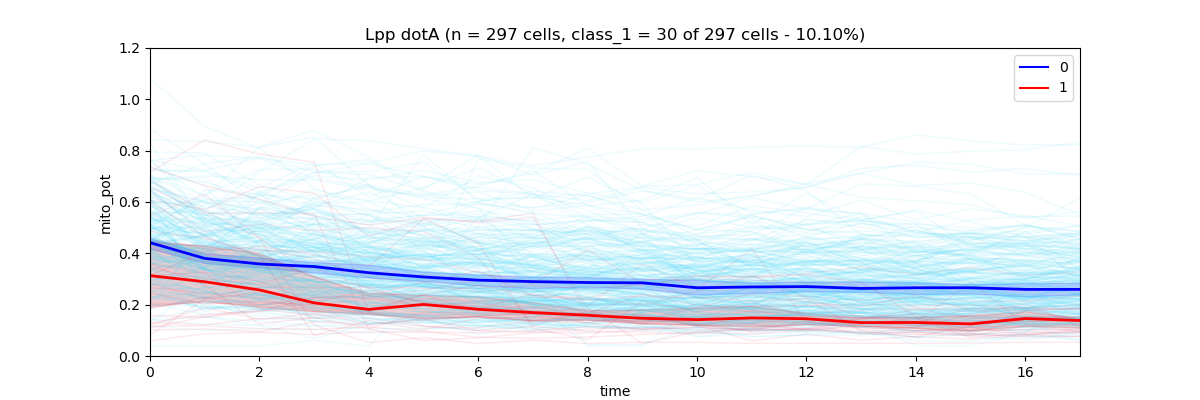 Lpp dotA (n = 297 cells, class_1 = 30 of 297 cells - 10.10%)
1.2
1.0
0.8
0.6
0.4
0.2
0.0
mito_pot
0
1
0 2 4 6 8 10 12 14 16
time